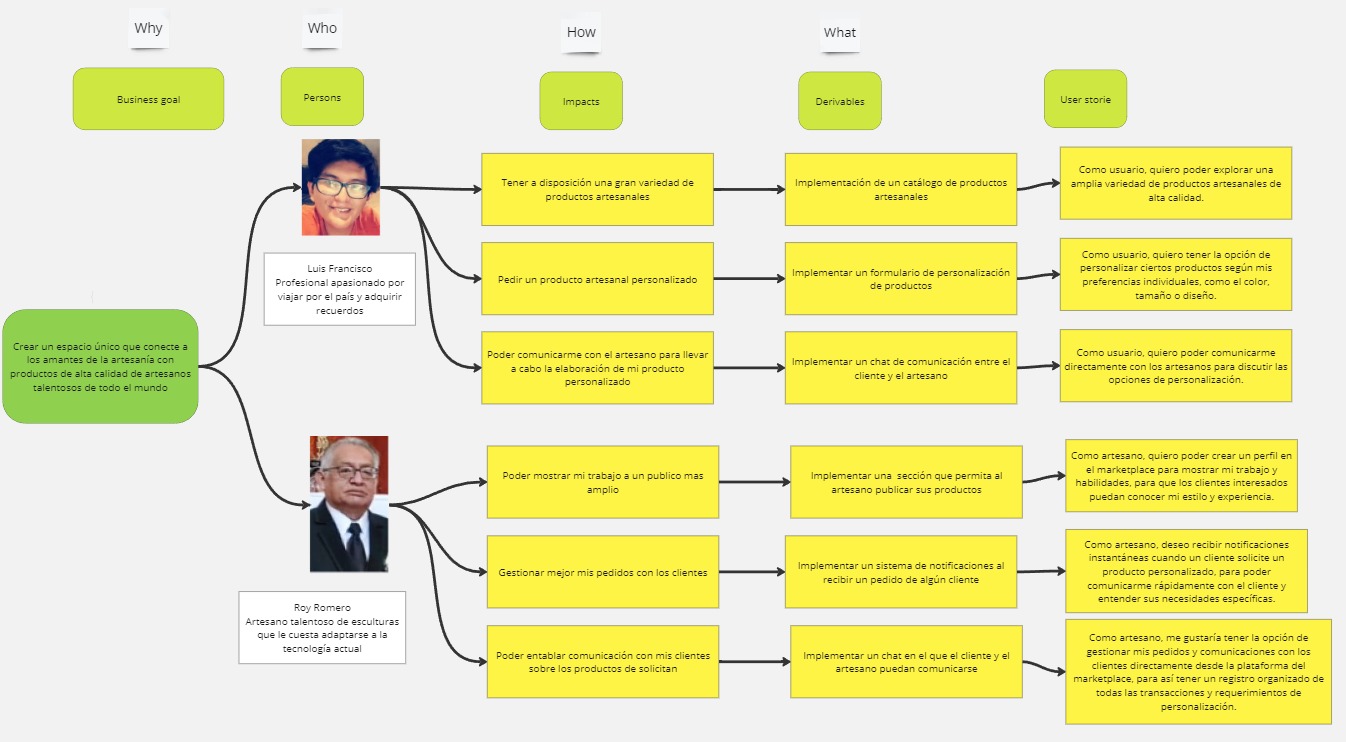 Why
Who
How
What
Business goal
Persons
Impacts
Derivables
User storie
Crear un espacio único que conecte a
los amantes de la artesanía con
productos de alta calidad de artesanos
talentosos de todo el mundo
Luis Francisco
Profesional apasionado por
viajar por el país y adquirir
recuerdos
Tener a disposición una gran variedad de
productos artesanales
Implementación de un catálogo de productos
artesanales
Como usuario, quiero poder explorar una
amplia variedad de productos artesanales de
alta calidad.
Pedir un producto artesanal personalizado
Implementar un formulario de personalización
de productos
Como usuario, quiero tener la opción de
personalizar ciertos productos según mis
preferencias individuales, como el color,
tamaño o diseño.
Poder comunicarme con el artesano para llevar
a cabo la elaboración de mi producto
personalizado
Implementar un chat de comunicación entre el
cliente y el artesano
Como usuario, quiero poder comunicarme
directamente con los artesanos para discutir las
opciones de personalización.
Roy Romero
Artesano talentoso de esculturas
que le cuesta adaptarse a la
tecnología actual
Poder mostrar mi trabajo a un publico mas
amplio
Implementar una sección que permita al
artesano publicar sus productos
Como artesano, quiero poder crear un perfil en
el marketplace para mostrar mi trabajo y
habilidades, para que los clientes interesados
puedan conocer mi estilo y experiencia.
Gestionar mejor mis pedidos con los clientes
Implementar un sistema de notificaciones al
recibir un pedido de algún cliente
Como artesano, deseo recibir notificaciones
instantáneas cuando un cliente solicite un
producto personalizado, para poder
comunicarme rápidamente con el cliente y
entender sus necesidades específicas.
Poder entablar comunicación con mis clientes
sobre los productos de solicitan
Implementar un chat en el que el cliente y el
artesano puedan comunicarse
Como artesano, me gustaría tener la opción de
gestionar mis pedidos y comunicaciones con los
clientes directamente desde la plataforma del
marketplace, para así tener un registro organizado de
todas las transacciones y requerimientos de
personalización.